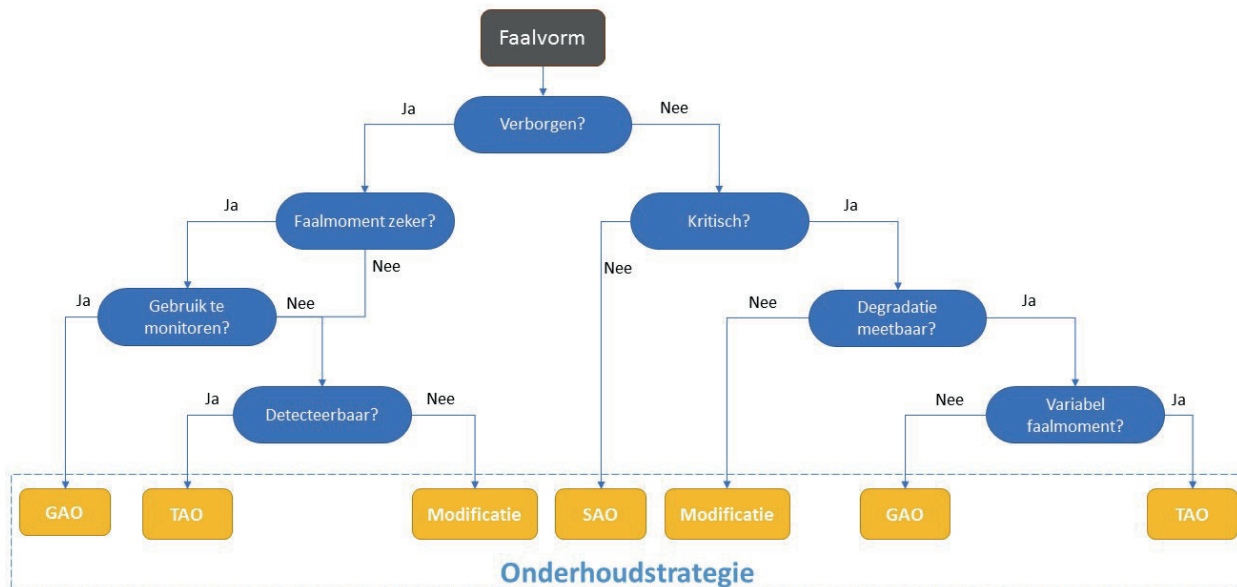 Faalvorm
Ja
Nee
Verborgen?
Ja
Faalmoment zeker?
Kritisch?
Ja
Nee
Nee
Ja
Gebruik te
monitoren?
Nee
Nee
Degradatie
meetbaar?
Ja
Ja
Detecteerbaar?
Nee
Nee
Variabel
faalmoment?
Ja
GAO
TAO
Modificatie
SAO
Modificatie
GAO
TAO
Onderhoudstrategie